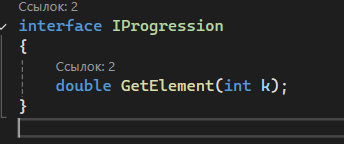 Ссылок: 2
interface IProgression
{
Ссылок: 2
double GetElement(int k);
}